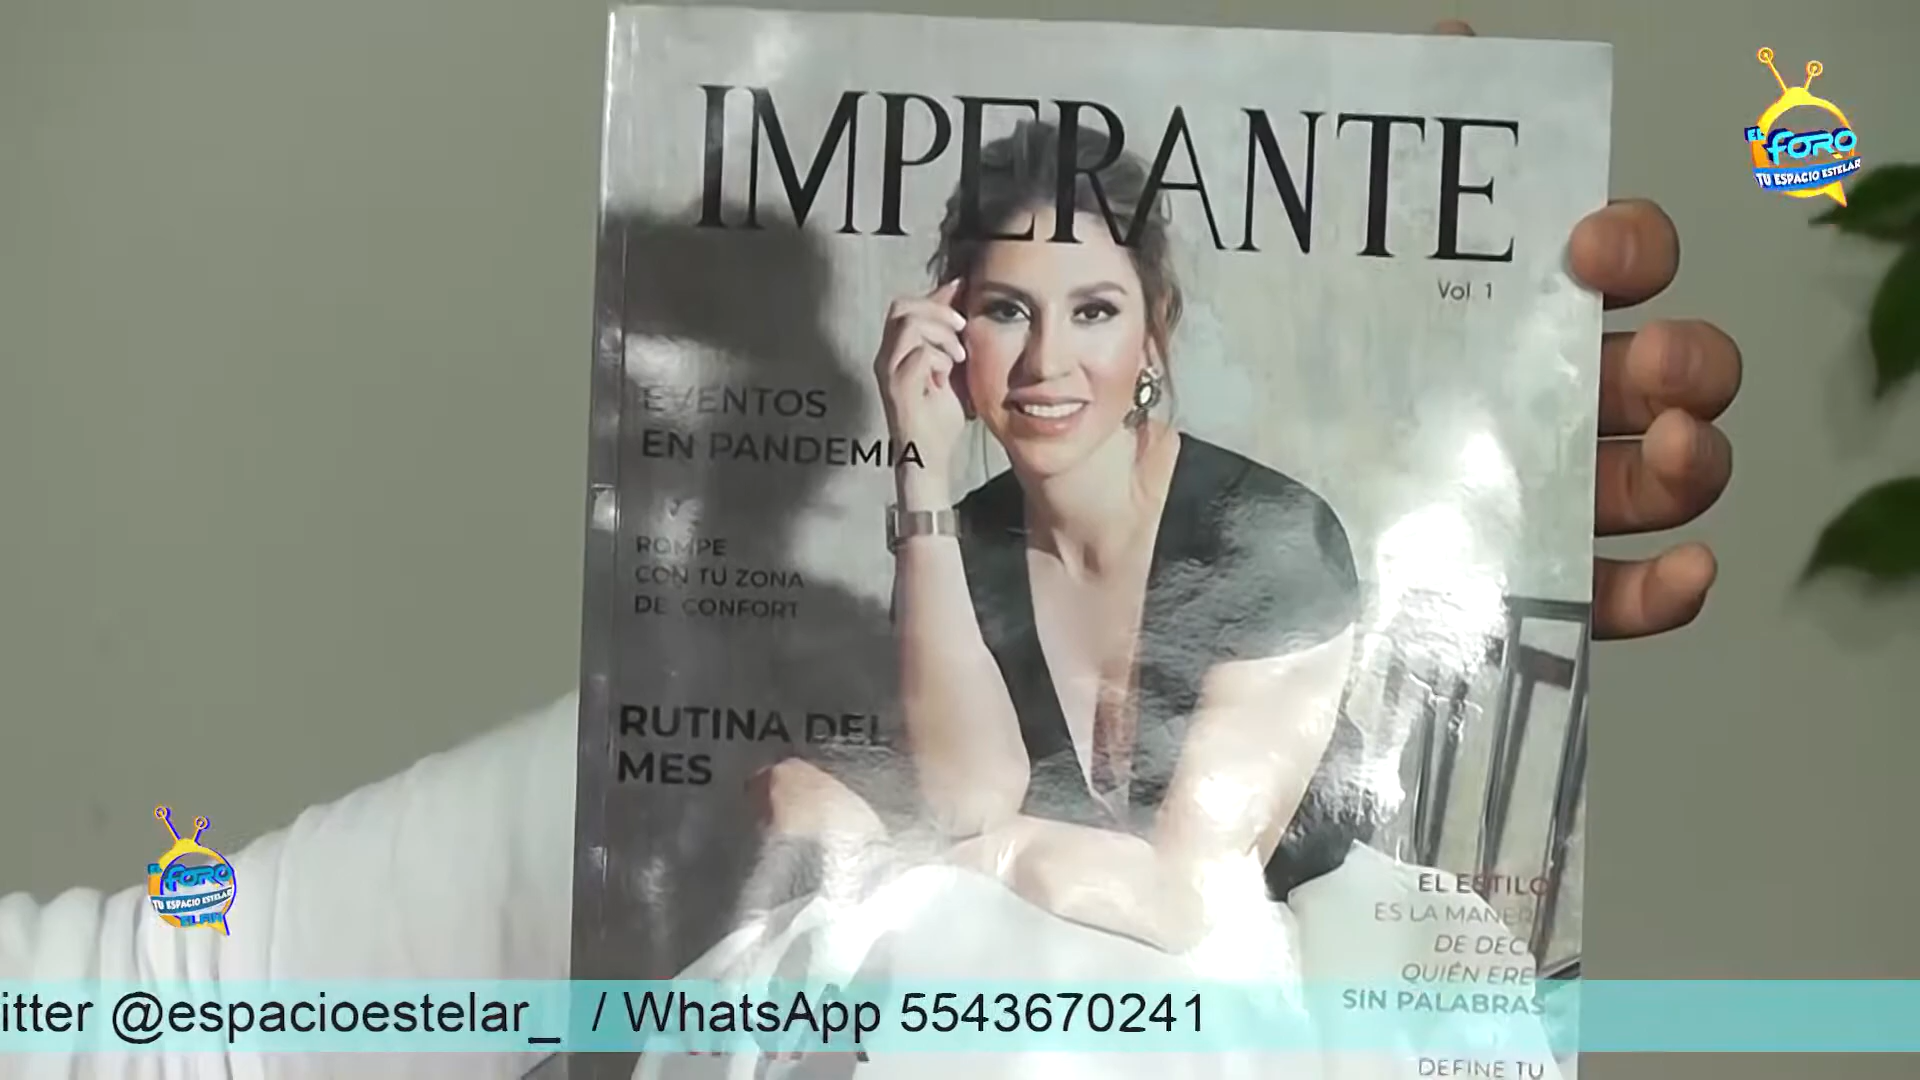 IMPERANTE
Vol. 1
EVENTOS
EN PANDEMIA
Y
ROMPE
CON TU ZONA
DE CONFORT
RUTINA DEL
MES
EL ESTILO
ES LA MANERA
DE DECI
QUIÉN ERE
SIN PALABRAS
DEFINE TU
EL
FORO
TU ESPACIO ESTELAR
EL
FORO
TU ESPACIO ESTELAR
itter @espacioestelar_ / WhatsApp 5543670241